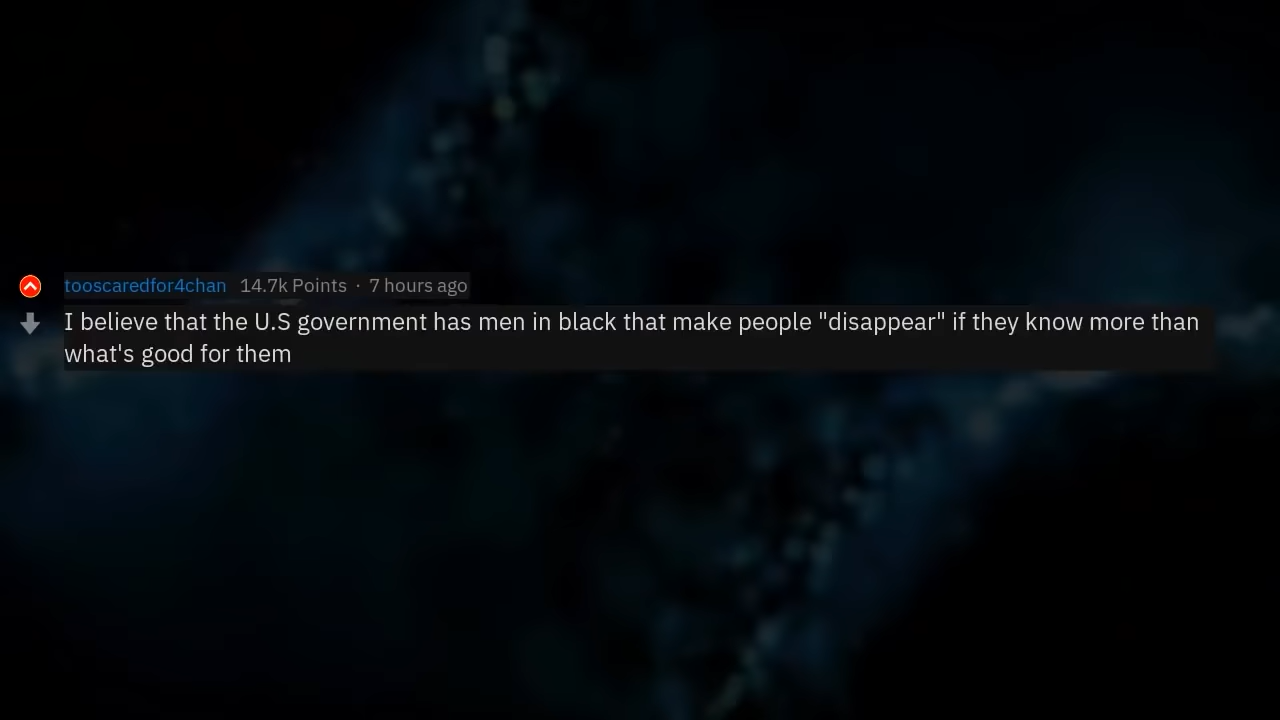 tooscaredfor4chan 14.7k Points · 7 hours ago
I believe that the U.S government has men in black that make people "disappear" if they know more than
what's good for them